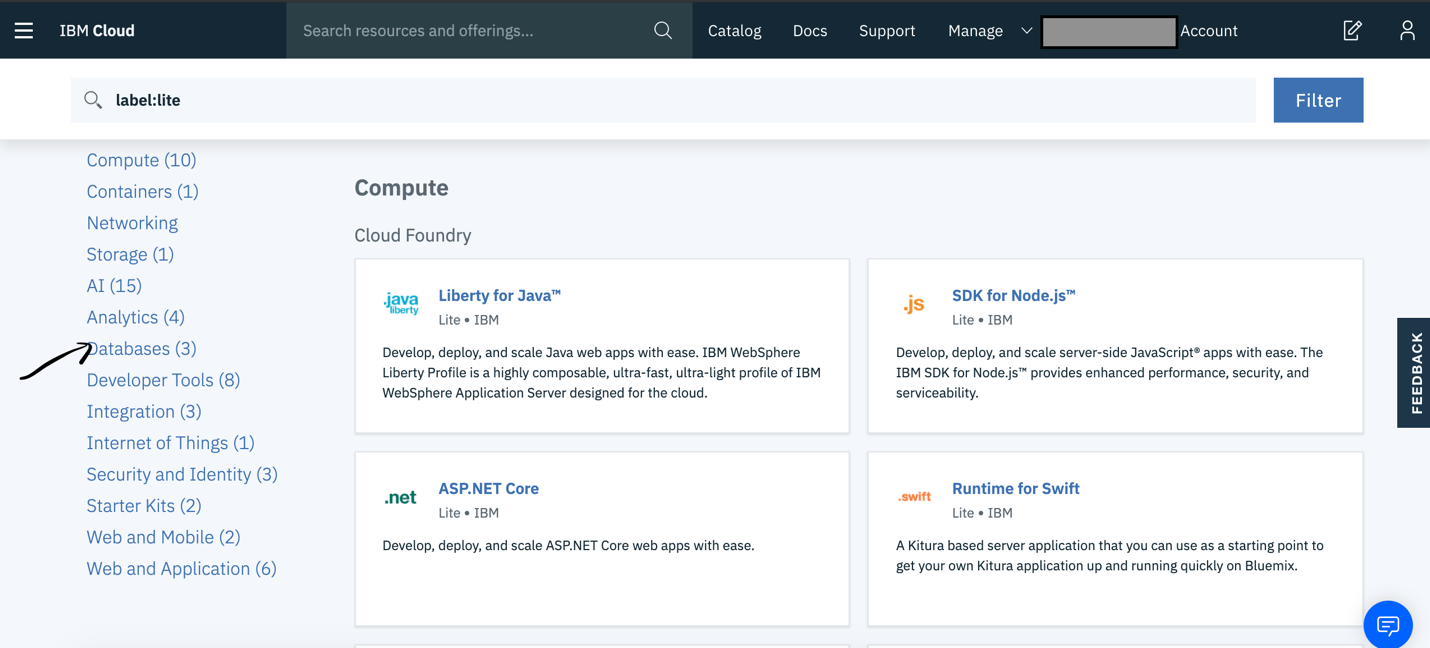 IBM Cloud
Search resources and offerings...
Catalog
Docs
Support
Manage
Account
label:lite
Filter
Compute (10)
Containers (1)
Networking
Storage (1)
AI (15)
Analytics (4)
Databases (3)
Developer Tools (8)
Integration (3)
Internet of Things (1)
Security and Identity (3)
Starter Kits (2)
Web and Mobile (2)
Web and Application (6)
Compute
Cloud Foundry
.java
liberty
Liberty for Java™
Lite • IBM
Develop, deploy, and scale Java web apps with ease. IBM WebSphere
Liberty Profile is a highly composable, ultra-fast, ultra-light profile of IBM
WebSphere Application Server designed for the cloud.
.js
SDK for Node.js™
Lite • IBM
Develop, deploy, and scale server-side JavaScript® apps with ease. The
IBM SDK for Node.js™ provides enhanced performance, security, and
serviceability.
.net
ASP.NET Core
Lite • IBM
Develop, deploy, and scale ASP.NET Core web apps with ease.
.swift
Runtime for Swift
Lite • IBM
A Kitura based server application that you can use as a starting point to
get your own Kitura application up and running quickly on Bluemix.
FEEDBACK